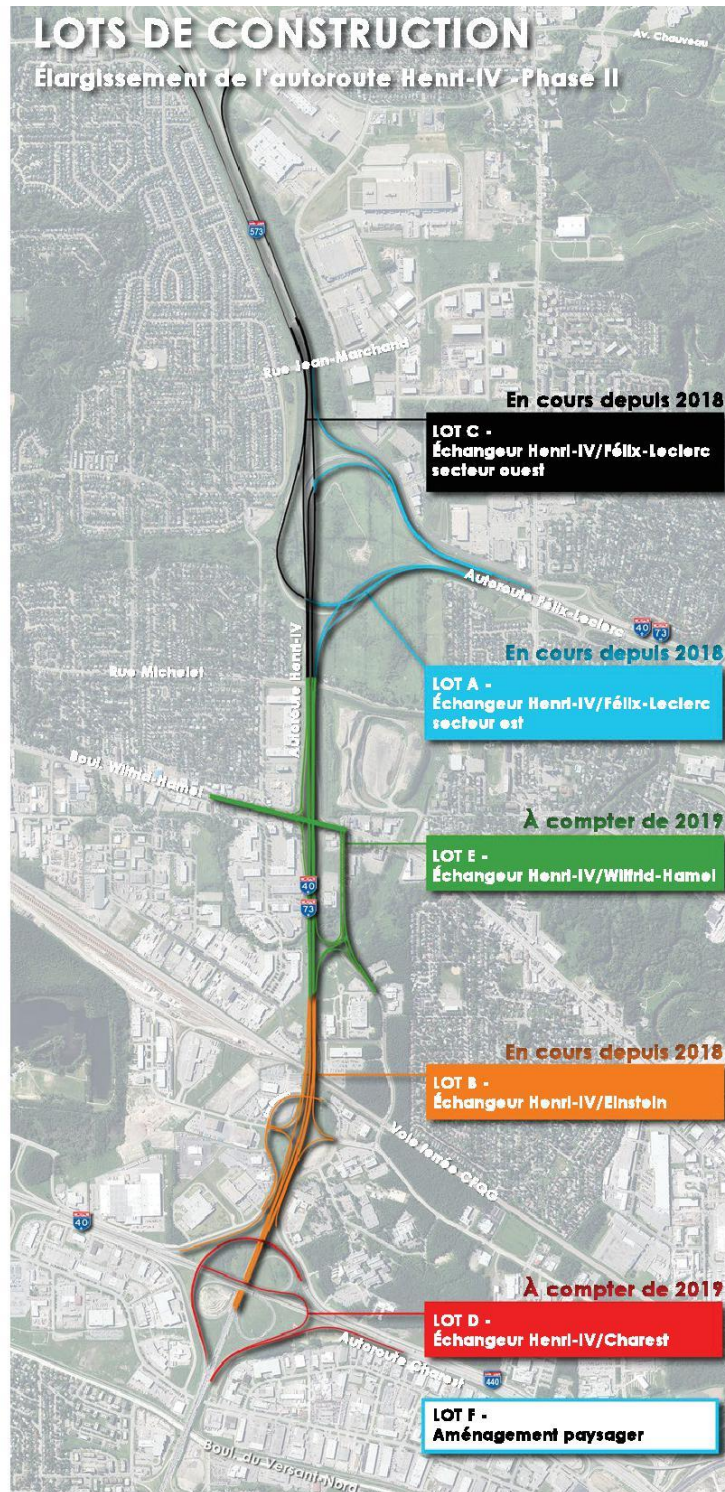 LOTS DE CONSTRUCTION
Élargissement de l'autoroute Henri-IV - Phase II
Av. Chauveau
573
Rue Jean-Marchand
En cours depuis 2018
LOT C -
Échangeur Henri-IV/Félix-Leclerc
secteur ouest
Autoroute Félix-Leclerc
40 73
Autoroute Henri-IV
Rue Michelet
En cours depuis 2018
LOT A -
Échangeur Henri-IV/Félix-Leclerc
secteur est
Boul. Wilfrid-Hamel
À compter de 2019
LOT E -
Échangeur Henri-IV/Wilfrid-Hamel
40
73
En cours depuis 2018
LOT B -
Échangeur Henri-IV/Einstein
Voie ferrée CFQG
40
À compter de 2019
LOT D -
Échangeur Henri-IV/Charest
Autoroute Charest
440
LOT F -
Aménagement paysager
Boul. du Versant-Nord